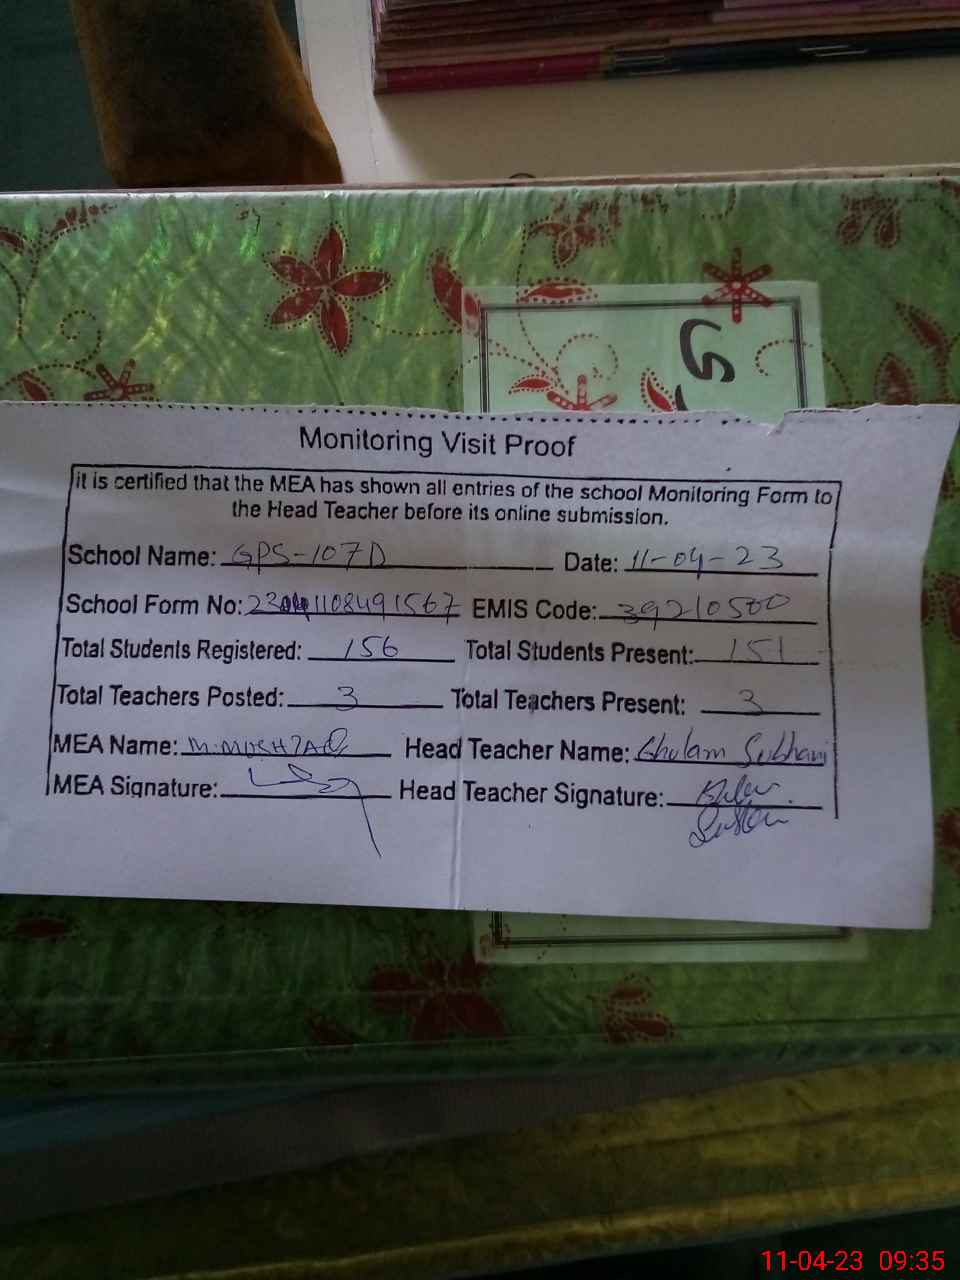 Monitoring Visit Proof
it is certified that the MEA has shown all entries of the school Monitoring Form to
the Head Teacher before its online submission.
School Name: GPS-107D Date: 11-04-23
School Form No: EMIS Code: 39210500
Total Students Registered: 156 Total Students Present: 151
Total Teachers Posted: 3 Total Teachers Present: 3
MEA Name: M.MUSHTAQ Head Teacher Name: Ghulam Subhani
MEA Signature: Head Teacher Signature:
11-04-23 09:35